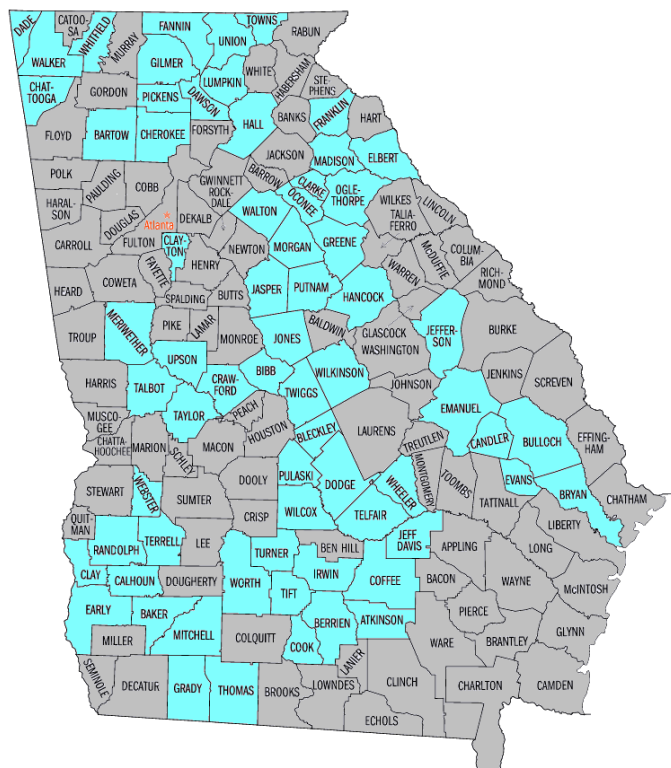 DADE
CATOO-
SA
WHITFIELD
MURRAY
FANNIN
TOWNS
UNION
RABUN
WALKER
GILMER
LUMPKIN
WHITE
HABERSHAM
STE-
PHENS
CHAT-
TOOGA
GORDON
PICKENS
DAWSON
FRANKLIN
HART
BANKS
FLOYD
BARTOW
CHEROKEE
FORSYTH
HALL
JACKSON
MADISON
ELBERT
POLK
PAULDING
COBB
GWINNETT
BARROW
CLARKE
OCONEE
OGLE-
THORPE
ROCK-
DALE
HARAL-
SON
DOUGLAS
Atlanta
DEKALB
WALTON
WILKES
LINCOLN
TALIA-
FERRO
CARROLL
FULTON
CLAY-
TON
NEWTON
MORGAN
GREENE
McDUFFIE
COLUM-
BIA
HEARD
COWETA
FAYETTE
HENRY
WARREN
RICH-
MOND
SPALDING
BUTTS
JASPER
PUTNAM
HANCOCK
TROUP
MERIWETHER
PIKE
LAMAR
MONROE
JONES
BALDWIN
GLASCOCK
WASHINGTON
JEFFER-
SON
BURKE
UPSON
HARRIS
TALBOT
CRAW-
FORD
BIBB
TWIGGS
WILKINSON
JOHNSON
JENKINS
SCREVEN
MUSCO-
GEE
TAYLOR
PEACH
HOUSTON
BLECKLEY
LAURENS
EMANUEL
CANDLER
BULLOCH
EFFING-
HAM
CHATTA-
HOOCHEE
MARION
SCHLEY
MACON
TREUTLEN
STEWART
WEBSTER
SUMTER
DOOLY
PULASKI
DODGE
WHEELER
MONTGOMERY
TOOMBS
EVANS
TATTNALL
BRYAN
CHATHAM
QUIT-
MAN
CRISP
WILCOX
TELFAIR
LIBERTY
RANDOLPH
TERRELL
LEE
TURNER
BEN HILL
JEFF
DAVIS
APPLING
LONG
CLAY
CALHOUN
DOUGHERTY
WORTH
IRWIN
COFFEE
BACON
WAYNE
McINTOSH
TIFT
EARLY
BAKER
MITCHELL
BERRIEN
ATKINSON
PIERCE
GLYNN
MILLER
COLQUITT
COOK
WARE
BRANTLEY
SEMINOLE
DECATUR
GRADY
THOMAS
BROOKS
LANIER
LOWNDES
CLINCH
CHARLTON
CAMDEN
ECHOLS